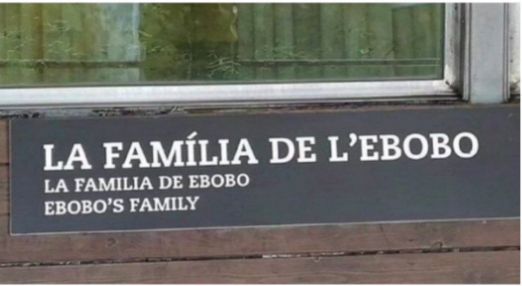 LA FAMÍLIA DE L'EBOBO
LA FAMILIA DE EBOBO
EBOBO'S FAMILY